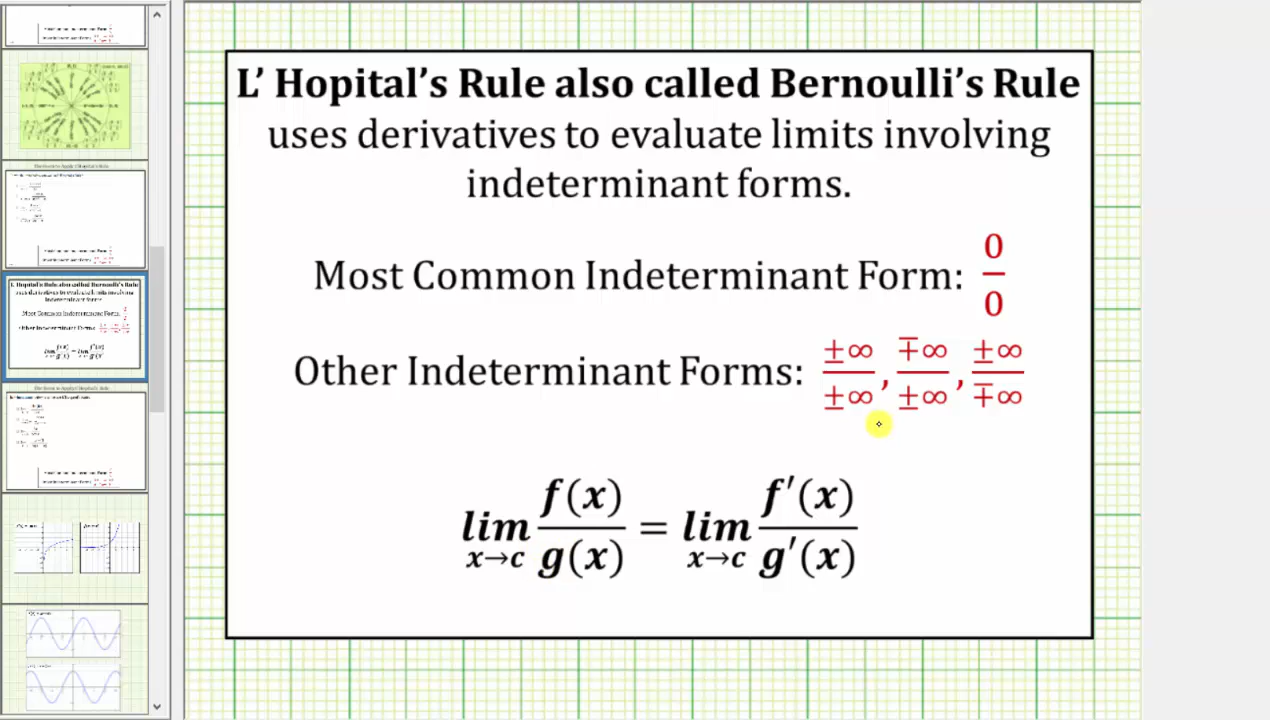 L’ Hopital’s Rule also called Bernoulli’s Rule
uses derivatives to evaluate limits involving
indeterminant forms.
Most Common Indeterminant Form: 0/0
Other Indeterminant Forms: ±∞/±∞, ∓∞/±∞, ±∞/∓∞
lim x→c f(x)/g(x) = lim x→c f′(x)/g′(x)